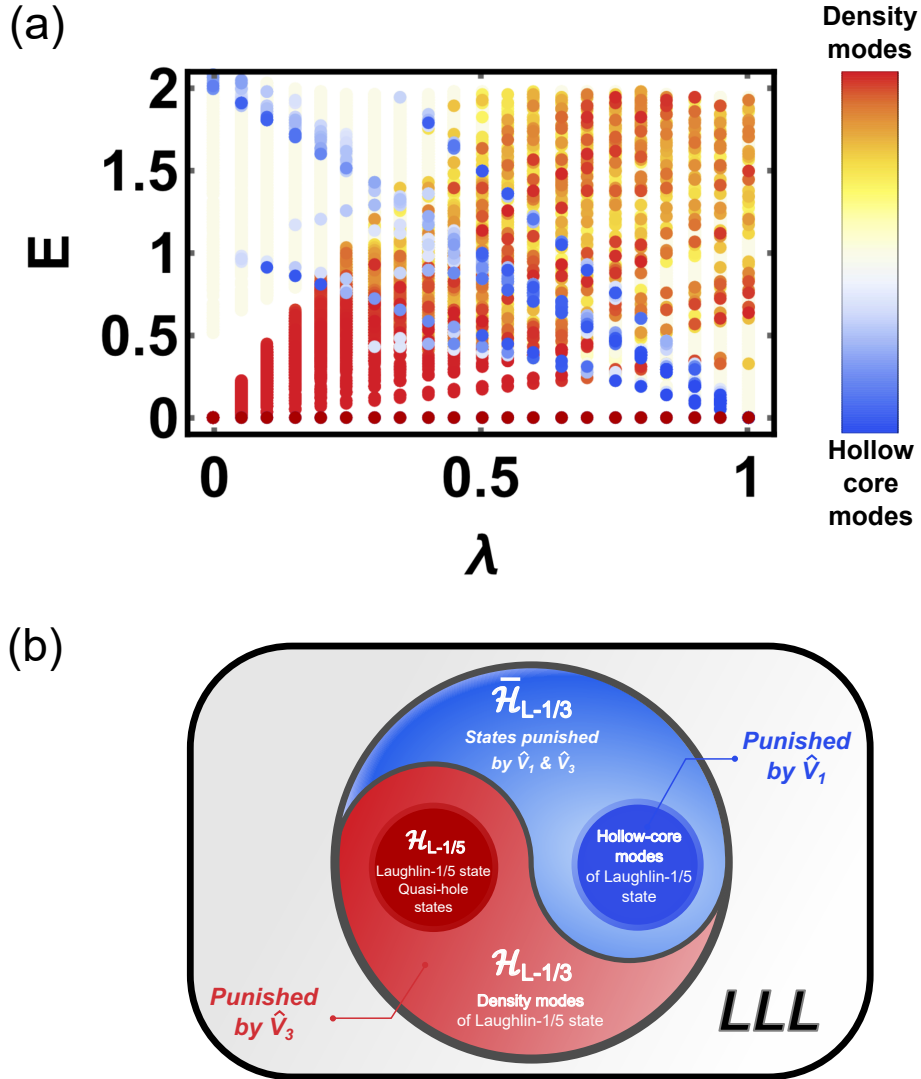 (a)
Density
modes
2
1.5
1
0.5
0
E
0
0.5
1
λ
Hollow
core
modes
(b)
H̄L-1/3
States punished
by V̂1 & V̂3
Punished
by V̂1
HL-1/5
Laughlin-1/5 state
Quasi-hole
states
Hollow-core
modes
of Laughlin-1/5
state
HL-1/3
Density modes
of Laughlin-1/5 state
Punished
by V̂3
LLL